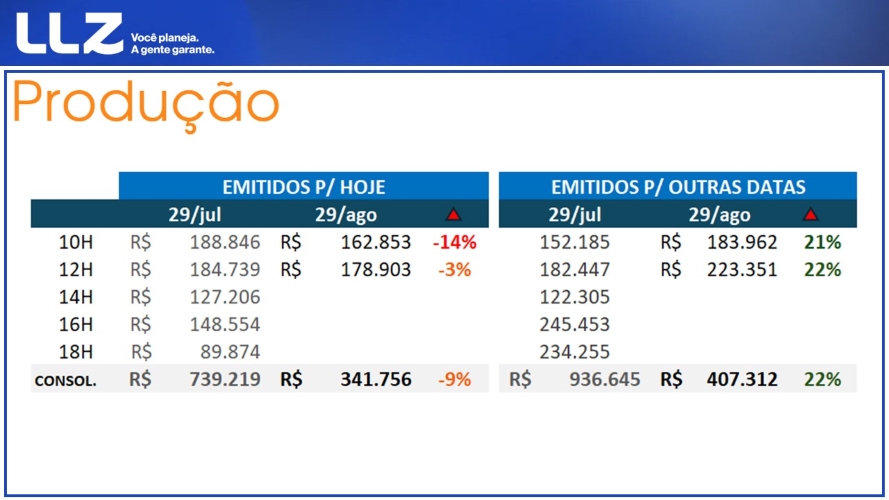 LLZ
Você planeja.
A gente garante.
Produção
EMITIDOS P/ HOJE EMITIDOS P/ OUTRAS DATAS
29/jul 29/ago 29/jul 29/ago
10H R$ 188.846 R$ 162.853 -14% 152.185 R$ 183.962 21%
12H R$ 184.739 R$ 178.903 -3% 182.447 R$ 223.351 22%
14H R$ 127.206 122.305
16H R$ 148.554 245.453
18H R$ 89.874 234.255
CONSOL. R$ 739.219 R$ 341.756 -9% R$ 936.645 R$ 407.312 22%